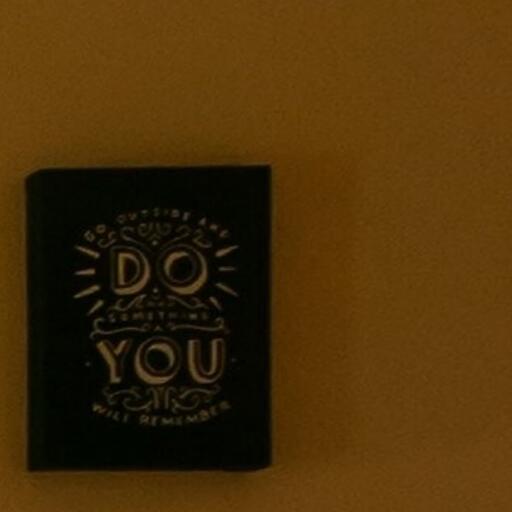 GO OUTSIDE AND
DO
SOMETHING
YOU
WILL REMEMBER